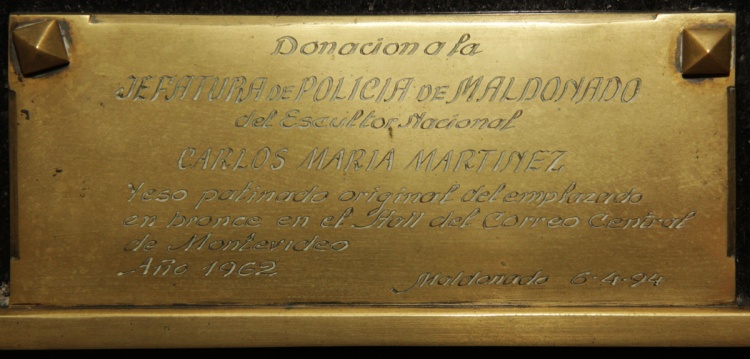 Donacion a la
JEFATURA DE POLICIA DE MALDONADO
del Escultor Nacional
CARLOS MARIA MARTINEZ
Yeso patinado original del emplazado
en bronce en el Hall del Correo Central
de Montevideo
Año 1962
Maldonado 6-4-94